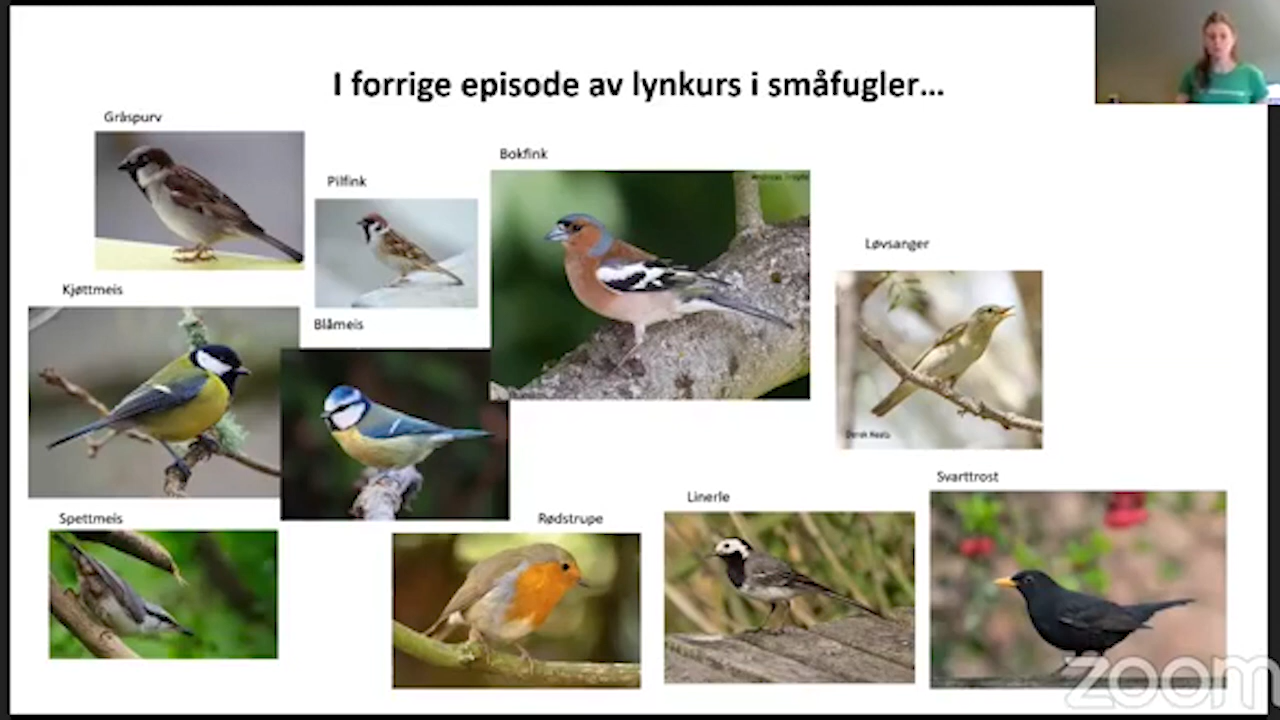 I forrige episode av lynkurs i småfugler...
Gråspurv
Pilfink
Bokfink
Løvsanger
Kjøttmeis
Blåmeis
Spettmeis
Rødstrupe
Linerle
Svarttrost
zoom